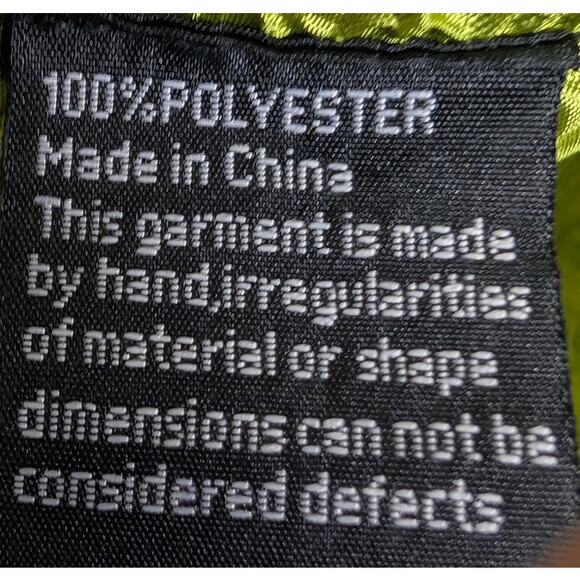 100%POLYESTER
Made in China
This garment is made
by hand,irregularities
of material or shape
dimensions can not be
considered defects